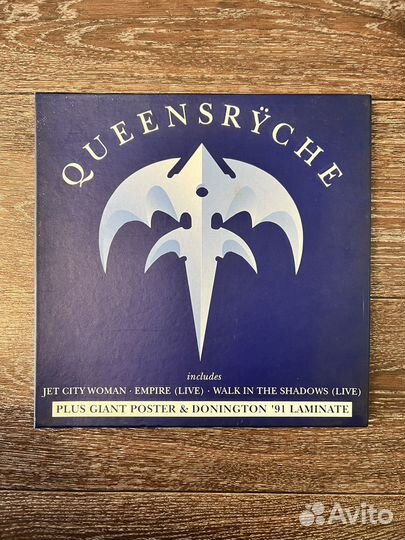 QUEENSRŸCHE
includes
JET CITY WOMAN · EMPIRE (LIVE) · WALK IN THE SHADOWS (LIVE)
PLUS GIANT POSTER & DONINGTON '91 LAMINATE
Avito